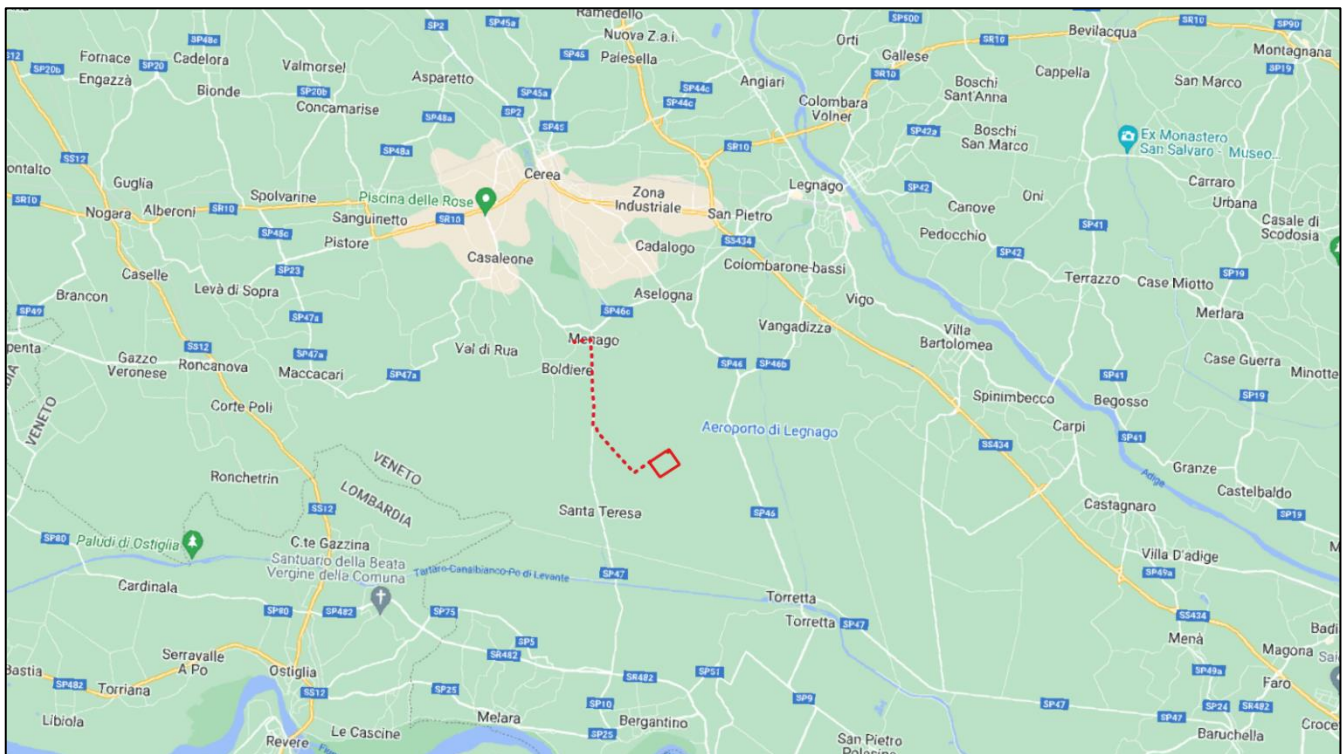 Ramedello
SP2
SP45a
SP500
SR10
SP90
Bevilacqua
SP48c
Nuova Z.a.i.
Orti
SR10
Fornace
Cadelora
SP45
Gallese
Montagnana
SS12
SP20
Valmorsel
Paiesella
Cappella
SP19
SP20b
Engazzà
Asparetto
Angiari
Boschi
Sant'Anna
San Marco
Bionde
SP20b
SP45a
SP44c
Concamarise
SP2
SP44c
Colombara
Volner
SP48a
SP45
SP42a
Boschi
San Marco
Ex Monastero
San Salvaro - Museo...
SS12
SP48a
SR10
ontalto
Guglia
Cerea
Legnago
Carraro
Spolvarine
Piscina delle Rose
Zona
Industriale
SP42
Oni
Urbana
SR10
Nogara
Alberoni
SR10
Sanguinetto
SR10
San Pietro
Canove
Casale di
Scodosia
SP48c
Pistore
SS434
Pedocchio
SP41
SP42
Casaleone
Cadalogo
Colombarone-bassi
SP23
Caselle
Terrazzo
Case Miotto
SP19
Brancon
Levà di Sopra
Aselogna
Vigo
SP49
SP47a
SP46c
Vangadizza
Villa
Bartolomea
Merlara
Menago
SS12
Val di Rua
penta
Gazzo
Veronese
Roncanova
SP47a
Maccacari
SP47a
Boldiere
SP46
SP46b
Case Guerra
Minotte
SP41
Spinimbecco
Begosso
SP19
VENETO
Corte Poli
Aeroporto di Legnago
Carpi
SP41
SS434
Ronchetrin
VENETO
LOMBARDIA
Granze
Adige
Castelbaldo
SS12
Santa Teresa
SP46
Castagnaro
SP19
SP80
Paludi di Ostiglia
C.te Gazzina
Santuario della Beata
Vergine della Comuna
Villa D'adige
Cardinala
Tartaro-Canalbianco-Po di Levante
SP47
SP49a
SP80
SP482
SP75
Torretta
SS434
Torretta
SP47
SP5
Menà
Badi
Serravalle
A Po
SR482
Magona
Bastia
Ostiglia
SR482
SP51
SP49a
Faro
SP482
Torriana
SS12
SP25
SP9
SP47
SP24
SR482
SP10
Libiola
Melara
Bergantino
SP47
Croce
Le Cascine
SP25
Baruchella
Revere
San Pietro